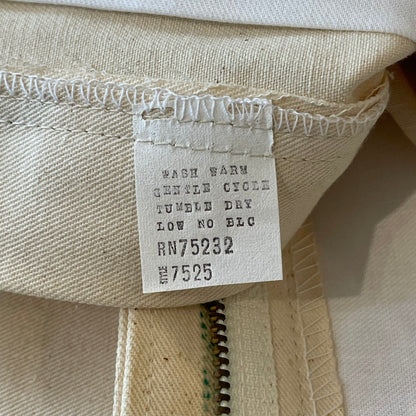 WASH WARM
GENTLE CYCLE
TUMBLE DRY
LOW NO BLC
RN75232
STYLE 7525